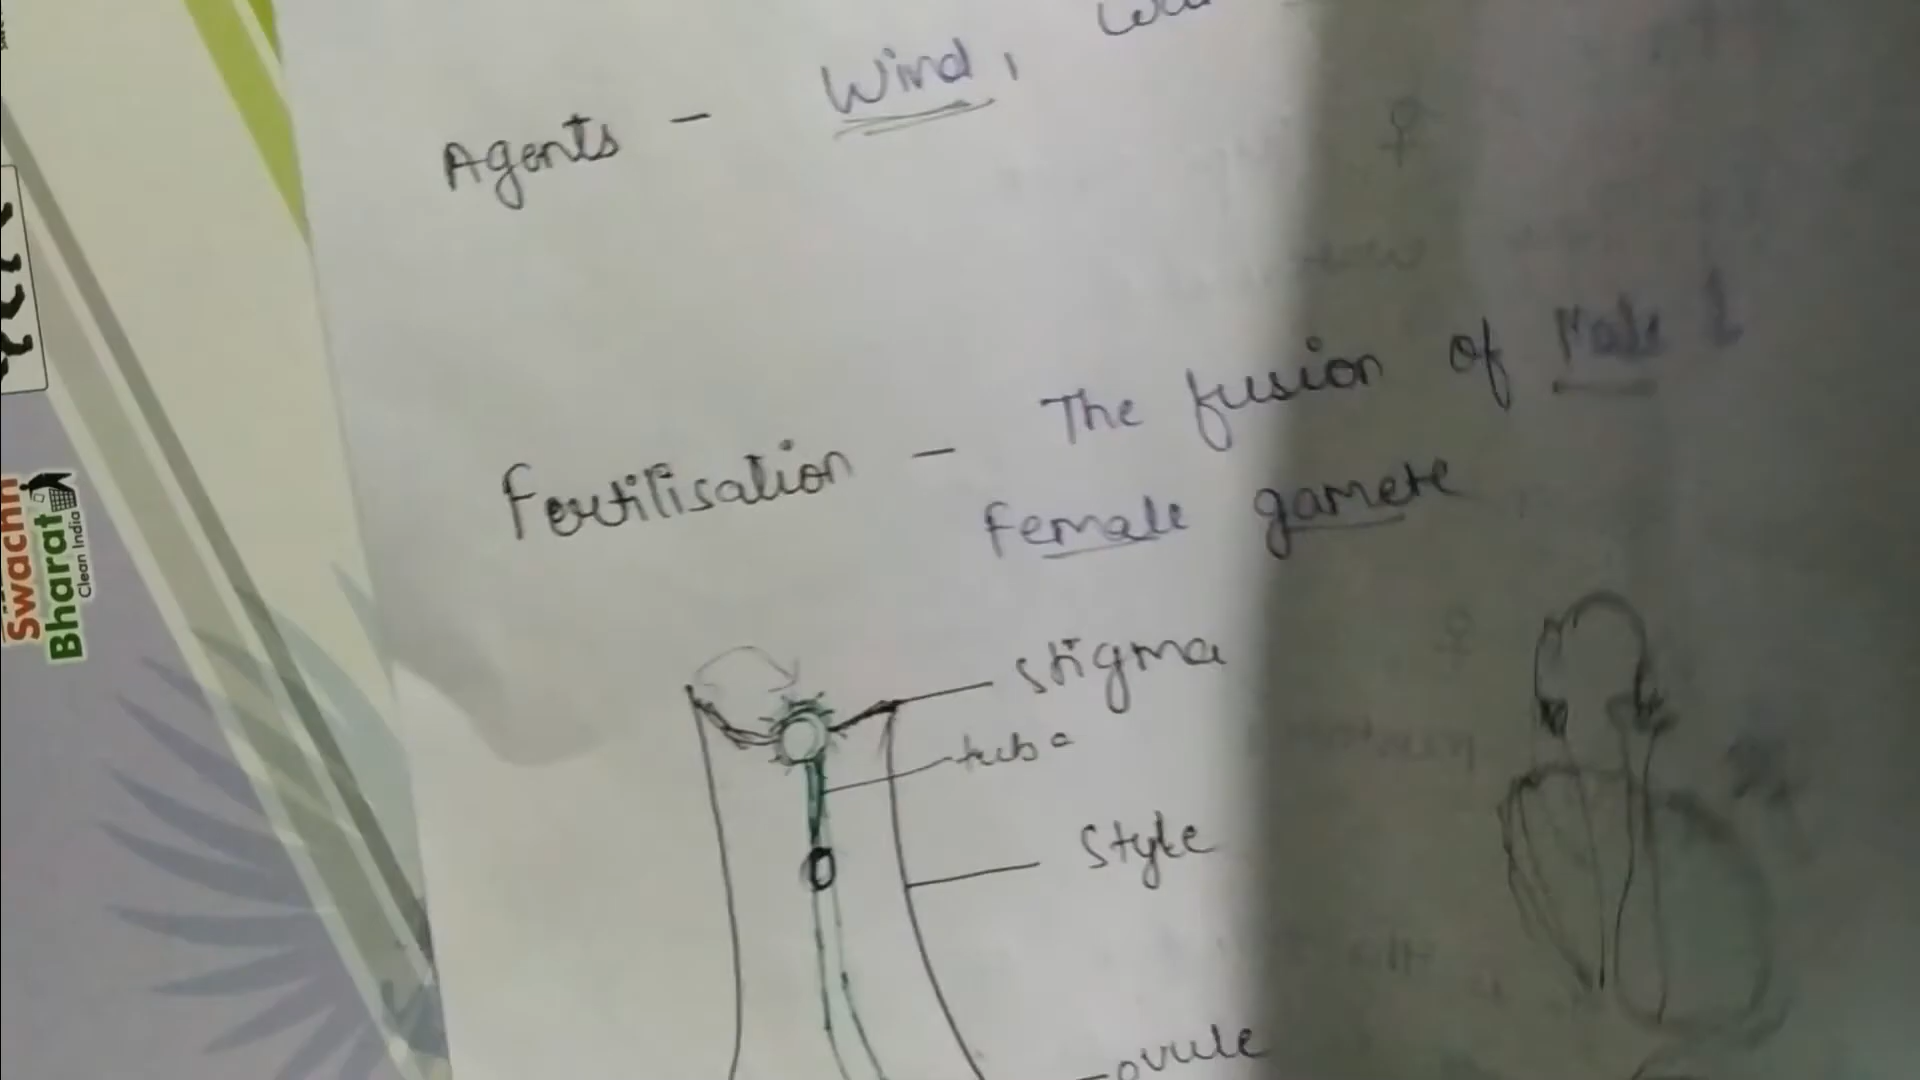 Agents - Wind,
The fusion of Male &
Fertilisation -
Female gamete
Stigma
tube
Style
ovule
Swachh
Bharat
Clean India